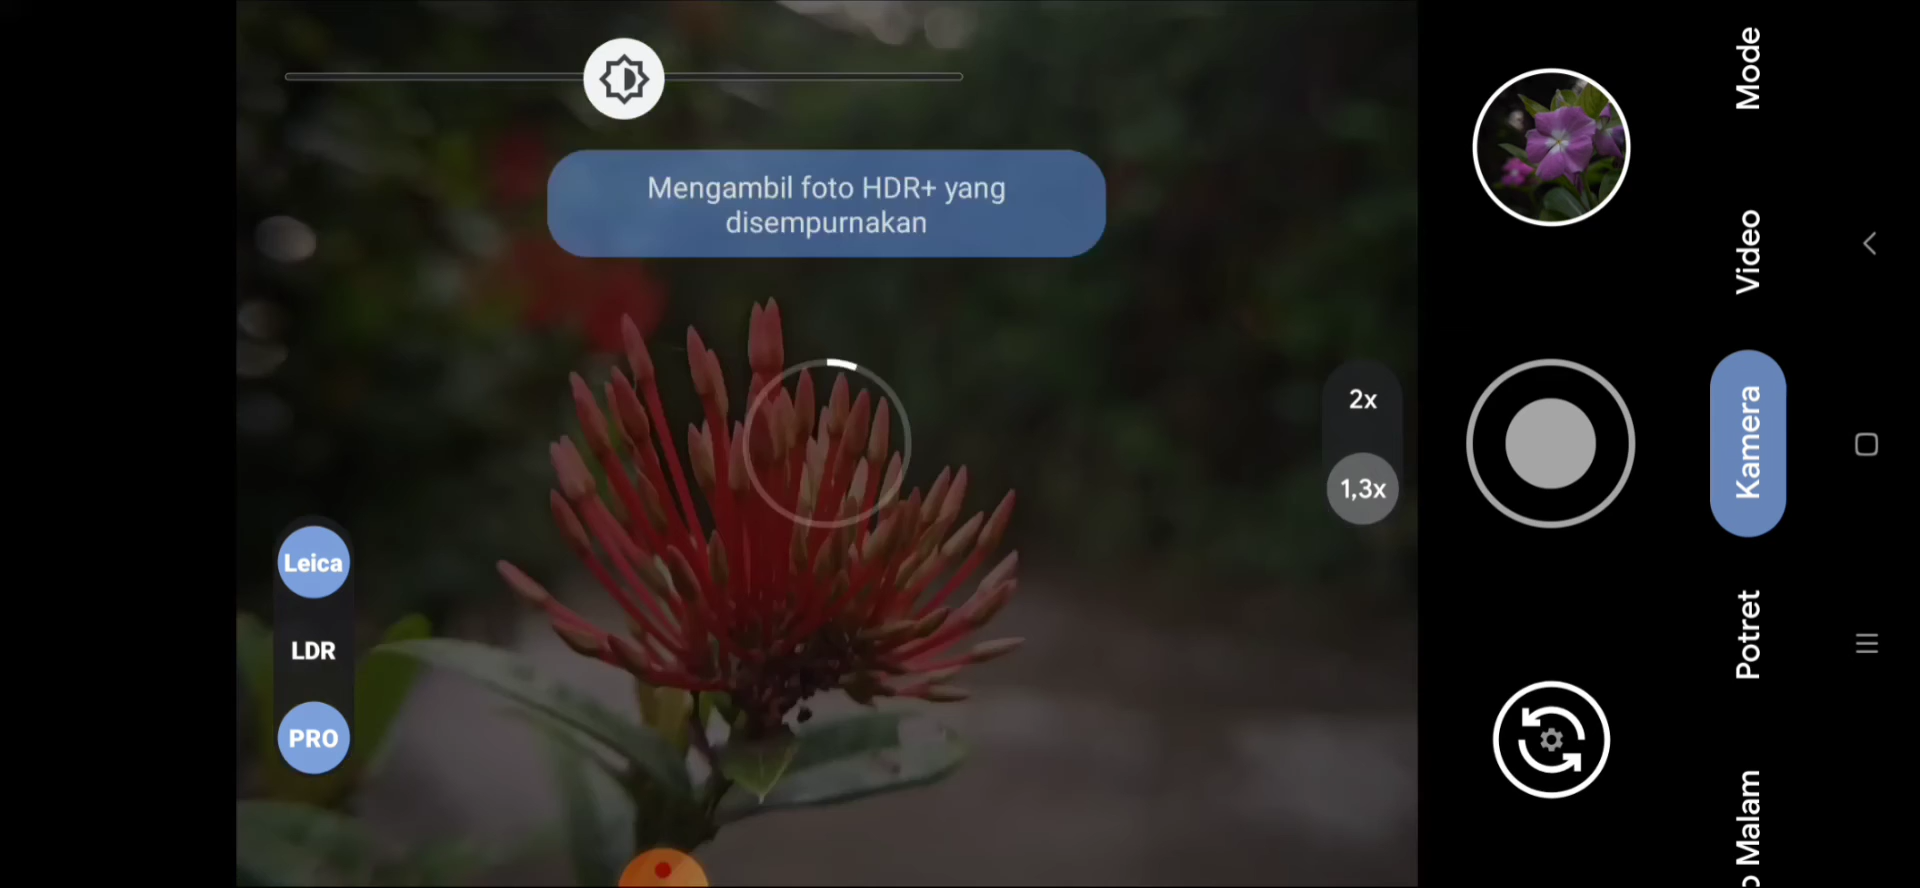 Mengambil foto HDR+ yang
disempurnakan
2x
1,3x
Leica
LDR
PRO
Mode
Video
Kamera
Potret
Malam